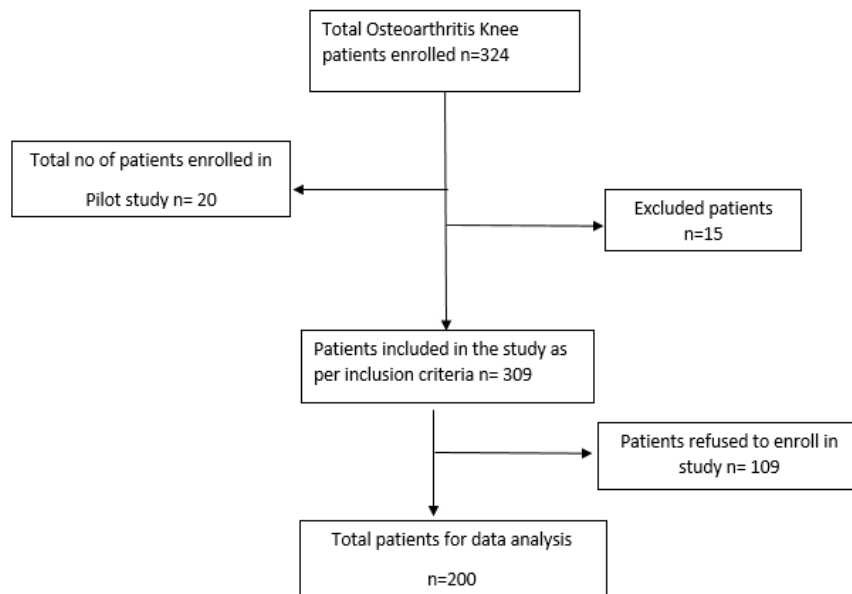 Total Osteoarthritis Knee
patients enrolled n=324
Total no of patients enrolled in
Pilot study n= 20
Excluded patients
n=15
Patients included in the study as
per inclusion criteria n= 309
Patients refused to enroll in
study n= 109
Total patients for data analysis
n=200